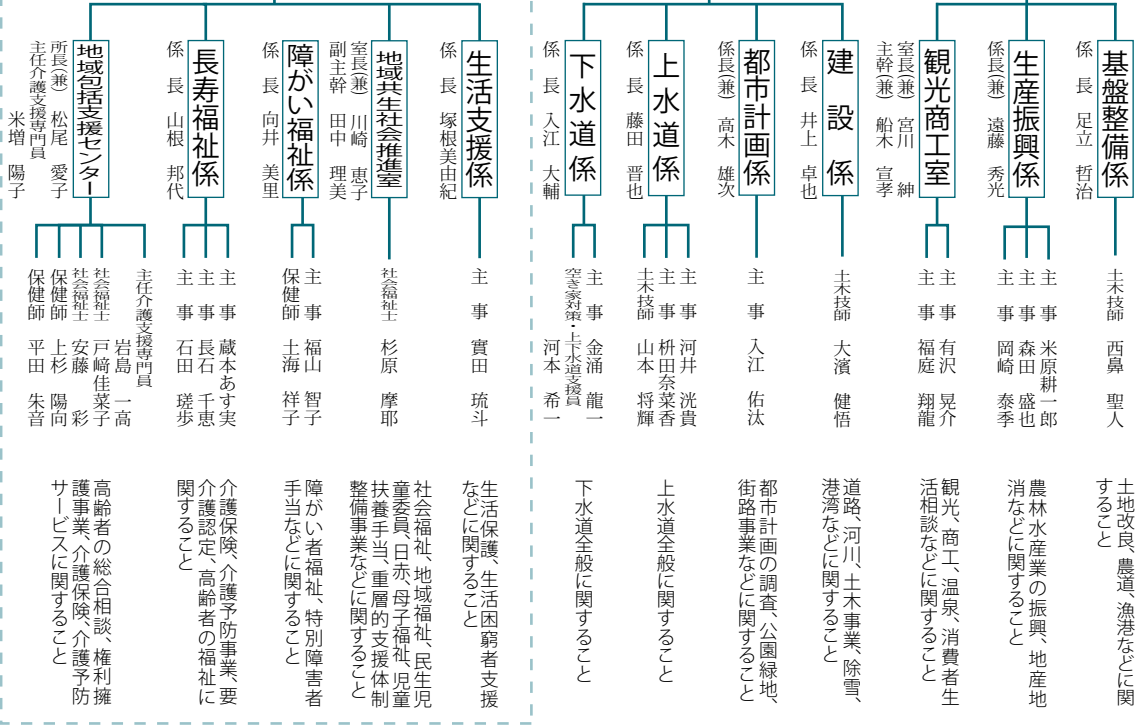 基盤整備係
係　長　足立　哲治
土木技師　西鼻　聖人
土地改良、農道、漁港などに関
すること
生産振興係
係長(兼)　遠藤　秀光
主　事　米原耕一郎
主　事　森田　盛也
主　事　岡崎　泰季
農林水産業の振興、地産地
消などに関すること
観光商工室
室長(兼)　宮川　　紳
主幹(兼)　船木　宣孝
主　事　有沢　晃介
主　事　福庭　翔龍
観光、商工、温泉、消費者生
活相談などに関すること
建設係
係　長　井上　卓也
土木技師　大濱　健悟
道路、河川、土木事業、除雪、
港湾などに関すること
都市計画係
係長(兼)　高木　雄次
主　事　入江　佑汰
都市計画の調査、公園緑地、
街路事業などに関すること
上水道係
係　長　藤田　晋也
主　事　河井　洸貴
主　事　枡田奈菜香
土木技師　山本　将輝
上水道全般に関すること
下水道係
係　長　入江　大輔
主　事　金涌　龍一
空き家対策・上下水道支援員
河本　希一
下水道全般に関すること
生活支援係
係　長　塚根美由紀
主　事　實田　琉斗
生活保護、生活困窮者支援
などに関すること
地域共生社会推進室
室長(兼)　川崎　恵子
副主幹　田中　理美
社会福祉士　杉原　摩耶
社会福祉、地域福祉、民生児
童委員、日赤、母子福祉、児童
扶養手当、重層的支援体制
整備事業などに関すること
障がい福祉係
係　長　向井　美里
主　事　福山　智子
保健師　土海　祥子
障がい者福祉、特別障害者
手当などに関すること
長寿福祉係
係　長　山根　邦代
主　事　蔵本あす実
主　事　長石　千恵
主　事　石田　瑳歩
介護保険、介護予防事業、要
介護認定、高齢者の福祉に
関すること
地域包括支援センター
所長(兼)　松尾　愛子
主任介護支援専門員
米増　陽子
主任介護支援専門員
岩島　一高
社会福祉士　戸﨑佳菜子
社会福祉士　安藤　　彩
保健師　上杉　陽向
保健師　平田　朱音
高齢者の総合相談、権利擁
護事業、介護保険、介護予防
サービスに関すること